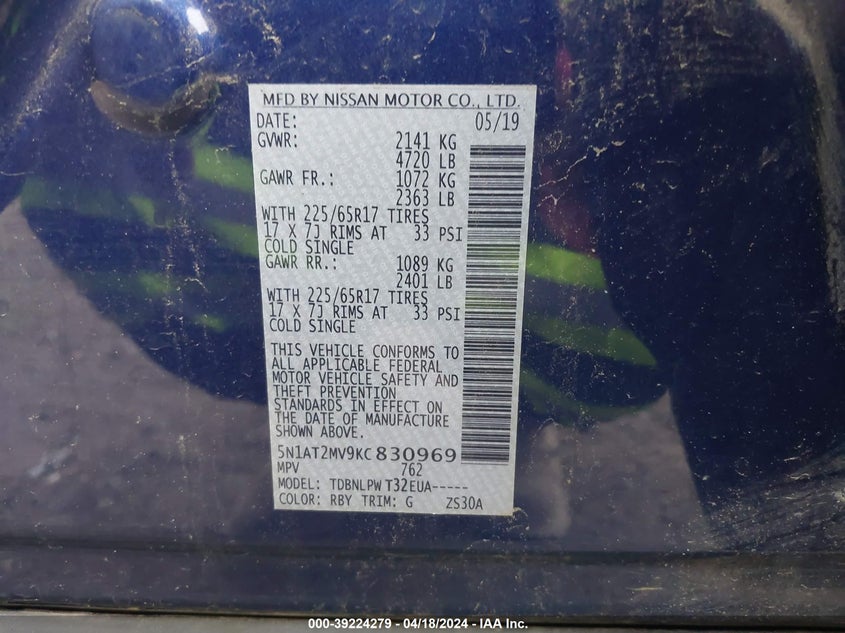 MFD BY NISSAN MOTOR CO., LTD.
DATE: 05/19
GVWR: 2141 KG
4720 LB
GAWR FR.: 1072 KG
2363 LB
WITH 225/65R17 TIRES
17 X 7J RIMS AT 33 PSI
COLD SINGLE
GAWR RR.: 1089 KG
2401 LB
WITH 225/65R17 TIRES
17 X 7J RIMS AT 33 PSI
COLD SINGLE
THIS VEHICLE CONFORMS TO
ALL APPLICABLE FEDERAL
MOTOR VEHICLE SAFETY AND
THEFT PREVENTION
STANDARDS IN EFFECT ON
THE DATE OF MANUFACTURE
SHOWN ABOVE.
5N1AT2MV9KC830969
MPV 762
MODEL: TDBNLPW T32EUA-----
COLOR: RBY TRIM: G ZS30A
000-39224279 - 04/18/2024 - IAA Inc.